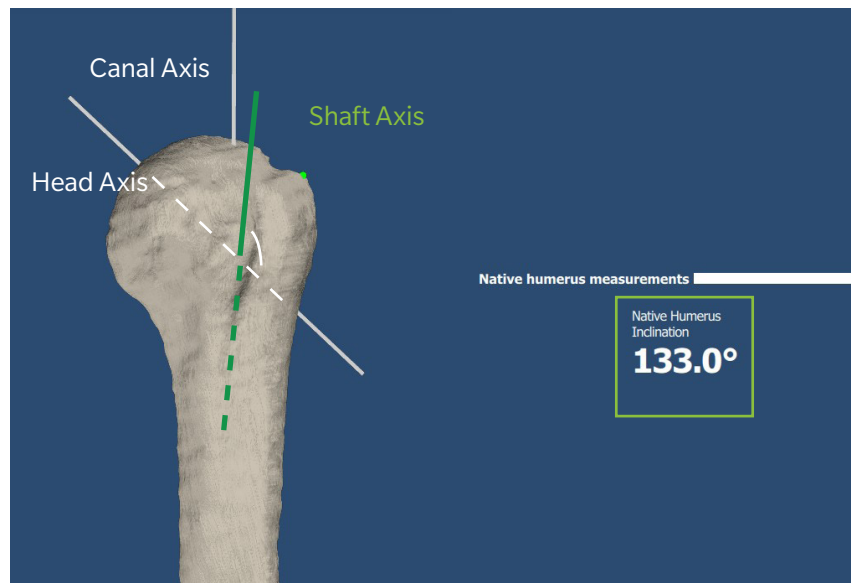 Canal Axis
Shaft Axis
Head Axis
Native humerus measurements
Native Humerus
Inclination
133.0°